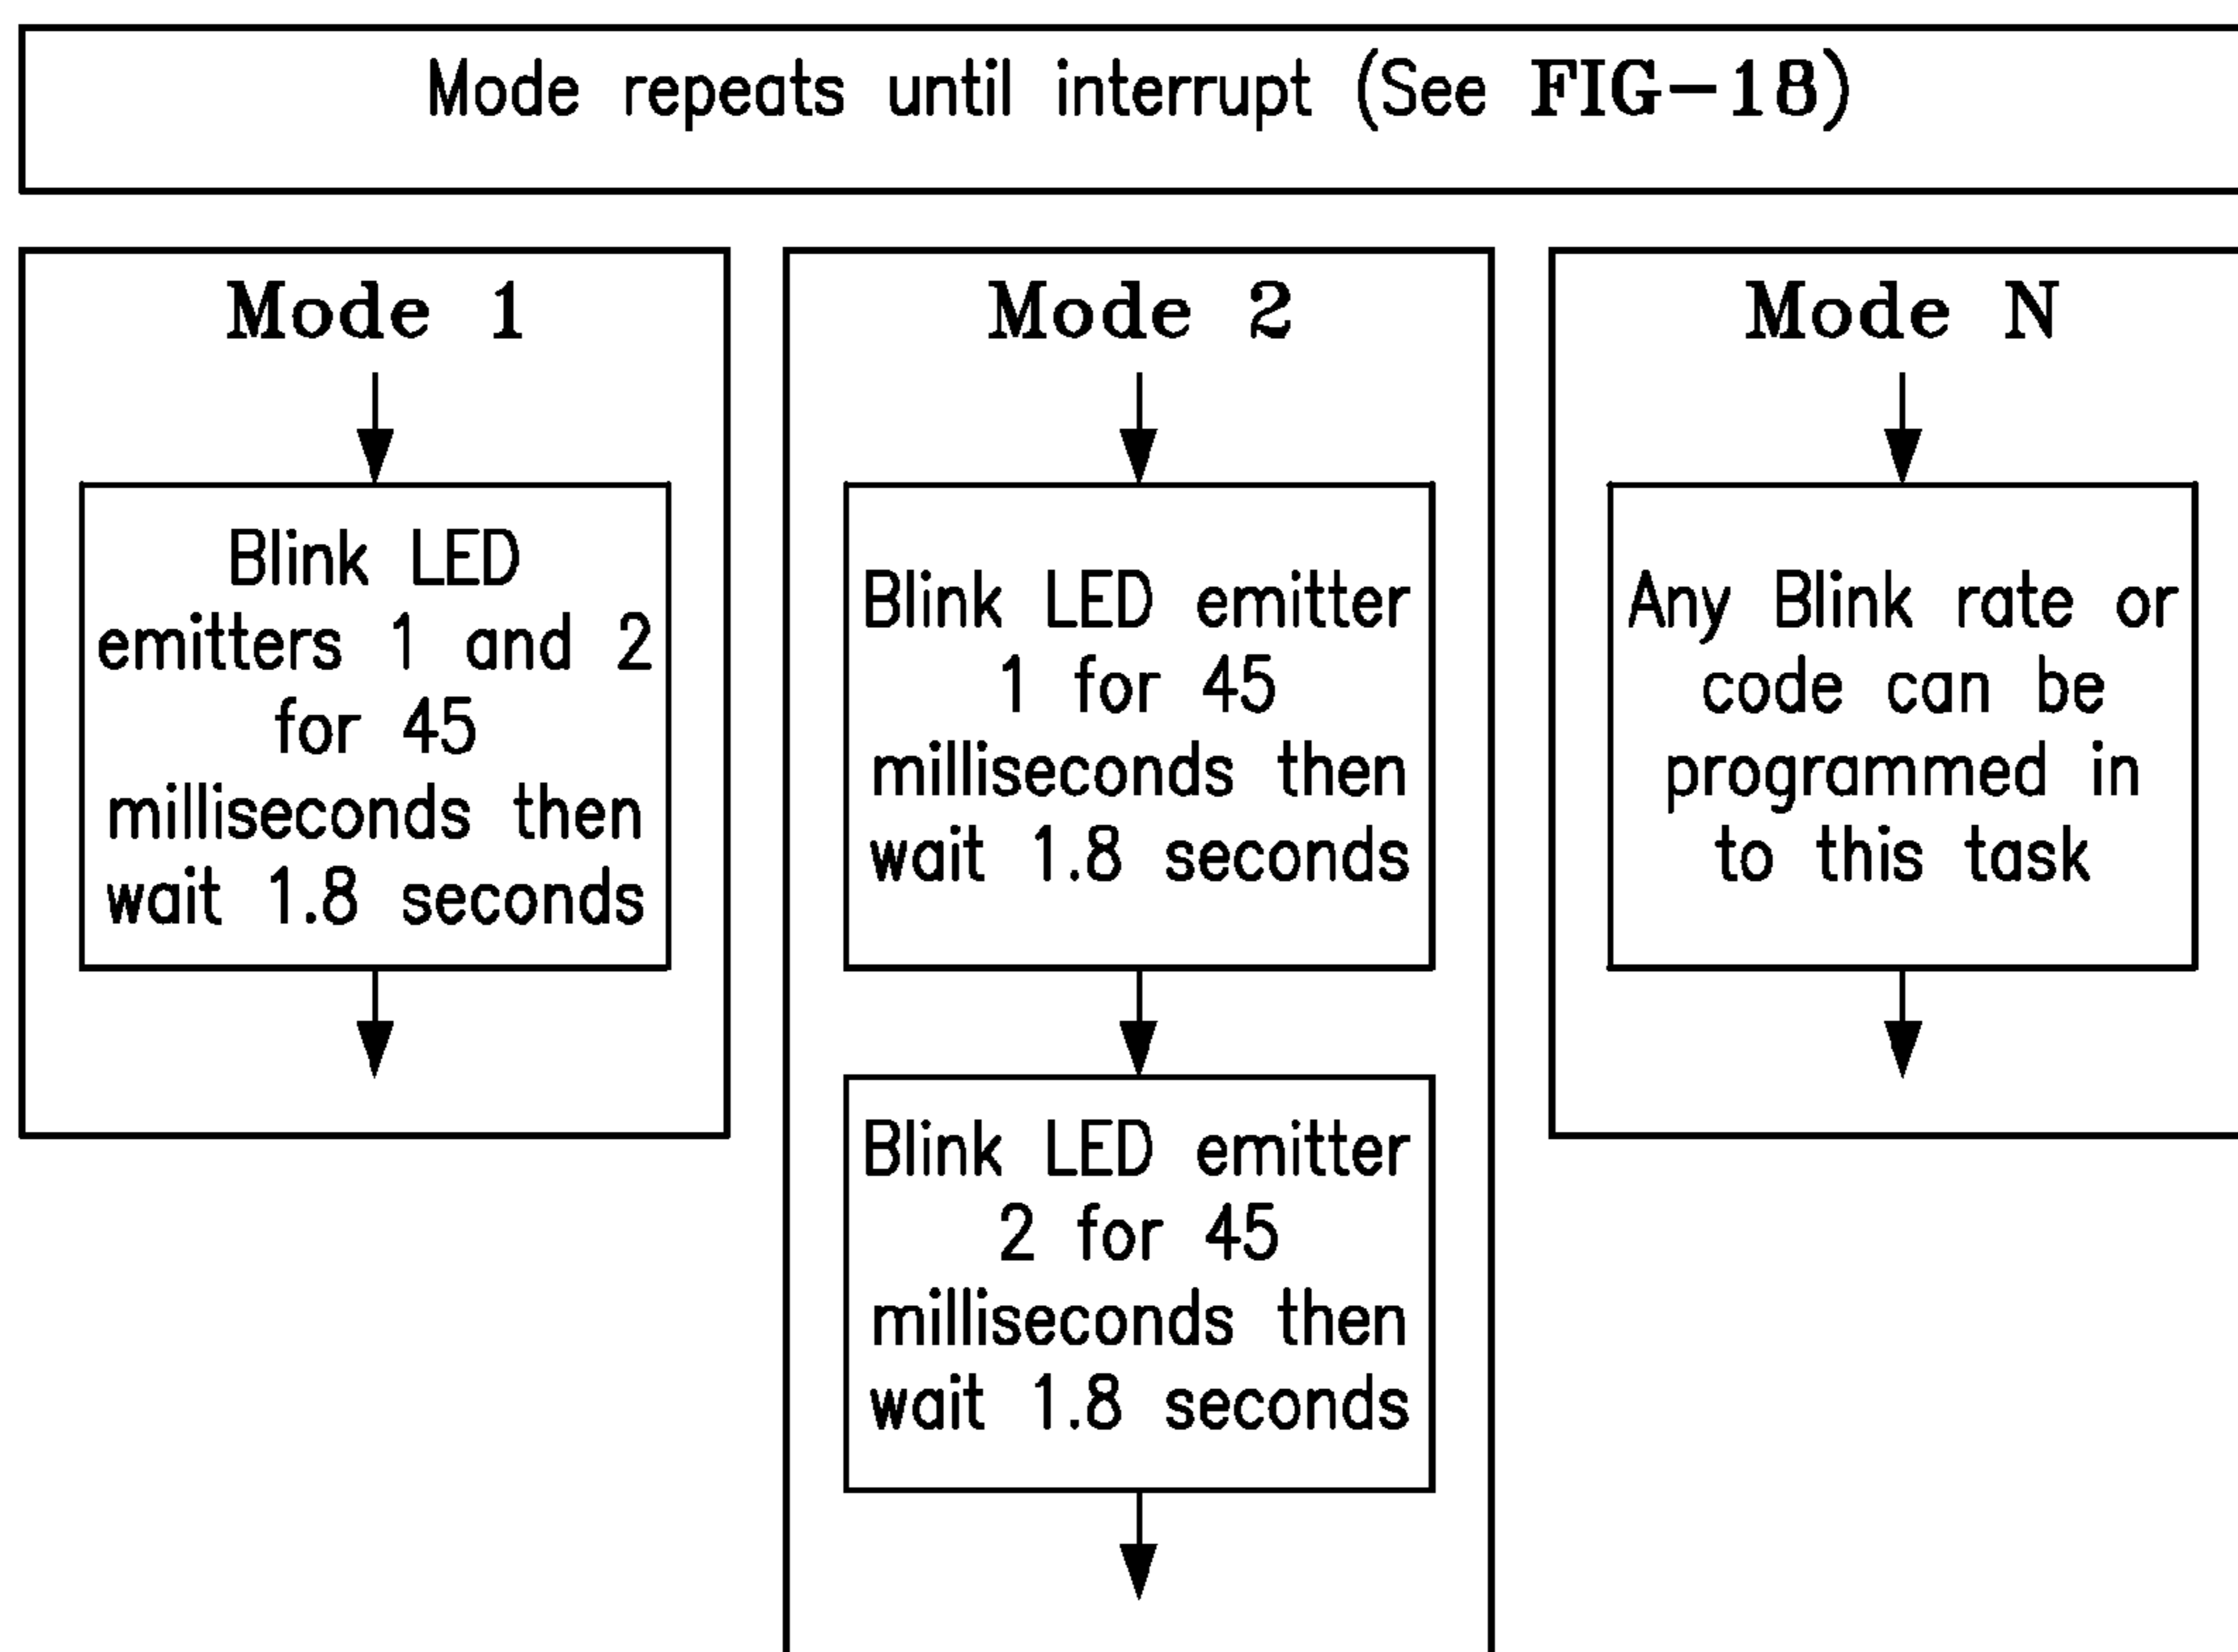 Mode repeats until interrupt (See FIG-18)
Mode 1
Blink LED
emitters 1 and 2
for 45
milliseconds then
wait 1.8 seconds
Mode 2
Blink LED emitter
1 for 45
milliseconds then
wait 1.8 seconds
Blink LED emitter
2 for 45
milliseconds then
wait 1.8 seconds
Mode N
Any Blink rate or
code can be
programmed in
to this task